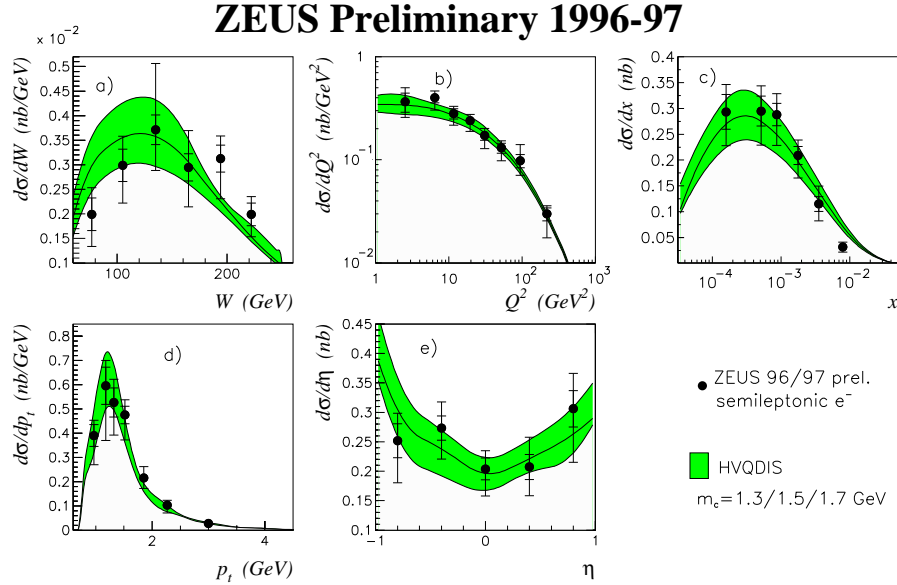 ZEUS Preliminary 1996-97
x 10⁻²
a)
dσ/dW (nb/GeV)
0.5
0.45
0.4
0.35
0.3
0.25
0.2
0.15
0.1
100
200
W (GeV)
b)
dσ/dQ² (nb/GeV²)
1
10⁻¹
10⁻²
1
10
10²
10³
Q² (GeV²)
c)
dσ/dx (nb)
0.4
0.35
0.3
0.25
0.2
0.15
0.1
0.05
10⁻⁴
10⁻³
10⁻²
x
d)
dσ/dpₜ (nb/GeV)
0.8
0.7
0.6
0.5
0.4
0.3
0.2
0.1
0
2
4
pₜ (GeV)
e)
dσ/dη (nb)
0.45
0.4
0.35
0.3
0.25
0.2
0.15
0.1
-1
0
1
η
ZEUS 96/97 prel.
semileptonic e⁻
HVQDIS
m_c=1.3/1.5/1.7 GeV